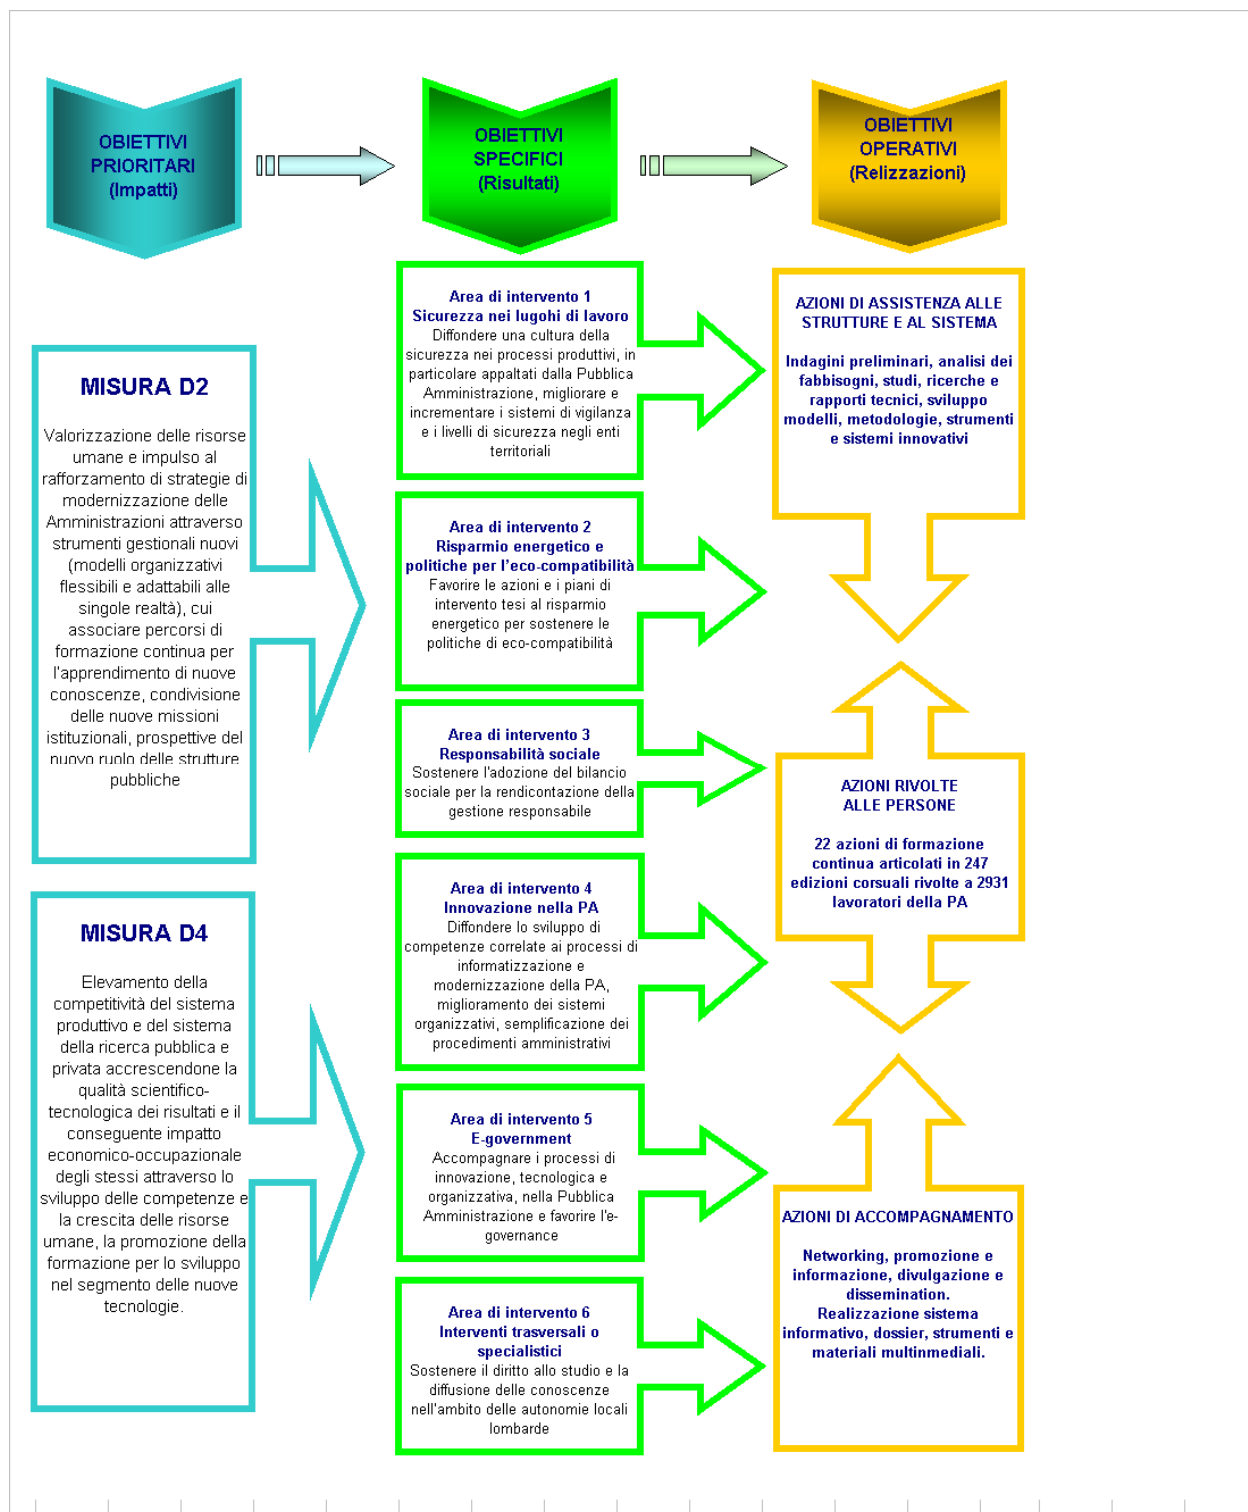 OBIETTIVI
PRIORITARI
(Impatti)
OBIETTIVI
SPECIFICI
(Risultati)
OBIETTIVI
OPERATIVI
(Relizzazioni)
MISURA D2
Valorizzazione delle risorse
umane e impulso al
rafforzamento di strategie di
modernizzazione delle
Amministrazioni attraverso
strumenti gestionali nuovi
(modelli organizzativi
flessibili e adattabili alle
singole realtà), cui
associare percorsi di
formazione continua per
l'apprendimento di nuove
conoscenze, condivisione
delle nuove missioni
istituzionali, prospettive del
nuovo ruolo delle strutture
pubbliche
MISURA D4
Elevamento della
competitività del sistema
produttivo e del sistema
della ricerca pubblica e
privata accrescendone la
qualità scientifico-
tecnologica dei risultati e il
conseguente impatto
economico-occupazionale
degli stessi attraverso lo
sviluppo delle competenze e
la crescita delle risorse
umane, la promozione della
formazione per lo sviluppo
nel segmento delle nuove
tecnologie.
Area di intervento 1
Sicurezza nei lugohi di lavoro
Diffondere una cultura della
sicurezza nei processi produttivi, in
particolare appaltati dalla Pubblica
Amministrazione, migliorare e
incrementare i sistemi di vigilanza
e i livelli di sicurezza negli enti
territoriali
Area di intervento 2
Risparmio energetico e
politiche per l'eco-compatibilità
Favorire le azioni e i piani di
intervento tesi al risparmio
energetico per sostenere le
politiche di eco-compatibilità
Area di intervento 3
Responsabilità sociale
Sostenere l'adozione del bilancio
sociale per la rendicontazione della
gestione responsabile
Area di intervento 4
Innovazione nella PA
Diffondere lo sviluppo di
competenze correlate ai processi di
informatizzazione e
modernizzazione della PA,
miglioramento dei sistemi
organizzativi, semplificazione dei
procedimenti amministrativi
Area di intervento 5
E-government
Accompagnare i processi di
innovazione, tecnologica e
organizzativa, nella Pubblica
Amministrazione e favorire l'e-
governance
Area di intervento 6
Interventi trasversali o
specialistici
Sostenere il diritto allo studio e la
diffusione delle conoscenze
nell'ambito delle autonomie locali
lombarde
AZIONI DI ASSISTENZA ALLE
STRUTTURE E AL SISTEMA
Indagini preliminari, analisi dei
fabbisogni, studi, ricerche e
rapporti tecnici, sviluppo
modelli, metodologie, strumenti
e sistemi innovativi
AZIONI RIVOLTE
ALLE PERSONE
22 azioni di formazione
continua articolati in 247
edizioni corsuali rivolte a 2931
lavoratori della PA
AZIONI DI ACCOMPAGNAMENTO
Networking, promozione e
informazione, divulgazione e
dissemination.
Realizzazione sistema
informativo, dossier, strumenti e
materiali multinmediali.